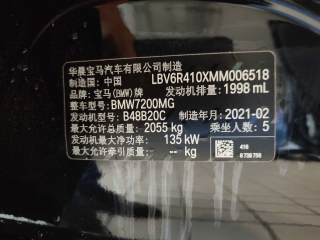 华晨宝马汽车有限公司制造
制造国：中国 LBV6R410XMM006518
品牌：宝马(BMW)牌 发动机排量：1998 mL
整车型号：BMW7200MG
发动机型号：B48B20C 制造年月：2021-02
最大允许总质量：2055 kg 乘坐人数：5
发动机最大净功率：135 kW
最大允许牵引质量：-- kg
416
8 738 798